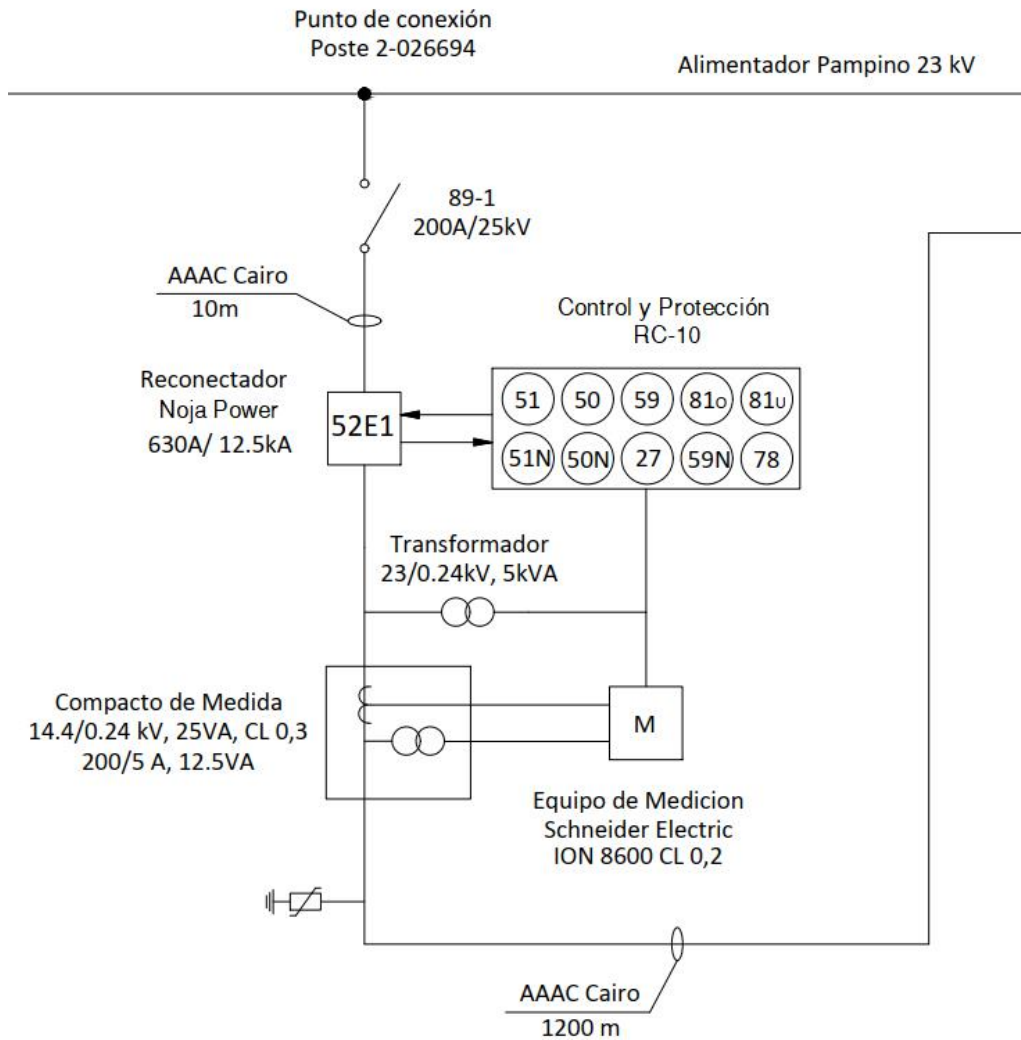 Punto de conexión
Poste 2-026694
Alimentador Pampino 23 kV
89-1
200A/25kV
AAAC Cairo
10m
Control y Protección
RC-10
Reconectador
Noja Power
630A/ 12.5kA
52E1
51 50 59 81O 81U
51N 50N 27 59N 78
Transformador
23/0.24kV, 5kVA
Compacto de Medida
14.4/0.24 kV, 25VA, CL 0,3
200/5 A, 12.5VA
M
Equipo de Medicion
Schneider Electric
ION 8600 CL 0,2
AAAC Cairo
1200 m